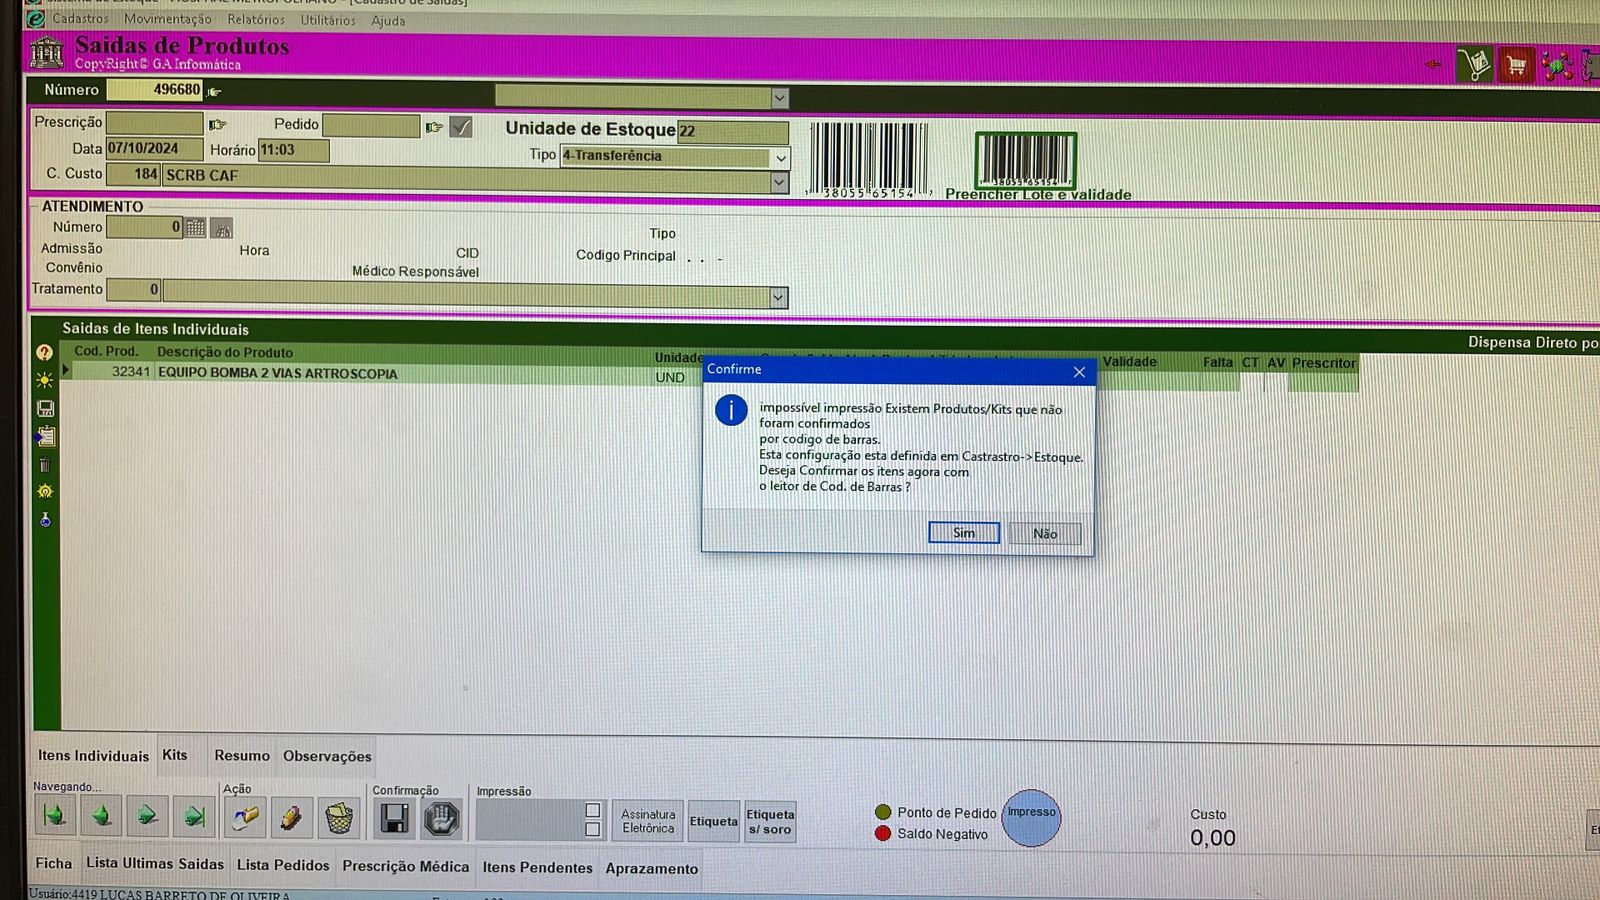 [Cadastro de Saídas]
Cadastros Movimentação Relatórios Utilitários Ajuda
Saidas de Produtos
CopyRight© GA Informática
Número 496680
Prescrição Pedido Unidade de Estoque 22
Data 07/10/2024 Horário 11:03 Tipo 4-Transferência
C. Custo 184 SCRB CAF
38055 65154
38055 65154
Preencher Lote e validade
ATENDIMENTO
Número 0 Tipo
Admissão Hora CID Codigo Principal . . -
Convênio Médico Responsável
Tratamento 0
Saidas de Itens Individuais
Dispensa Direto po
Cod. Prod. Descrição do Produto Unidade Validade Falta CT AV Prescritor
32341 EQUIPO BOMBA 2 VIAS ARTROSCOPIA UND
Confirme
impossível impressão Existem Produtos/Kits que não
foram confirmados
por codigo de barras.
Esta configuração esta definida em Castrastro->Estoque.
Deseja Confirmar os itens agora com
o leitor de Cod. de Barras ?
Sim Não
Itens Individuais Kits Resumo Observações
Navegando... Ação Confirmação Impressão
Assinatura
Eletrônica
Etiqueta
Etiqueta
s/ soro
Ponto de Pedido
Saldo Negativo
Impresso
Custo
0,00
Ficha Lista Ultimas Saidas Lista Pedidos Prescrição Médica Itens Pendentes Aprazamento
Usuário:4419 LUCAS BARRETO DE OLIVEIRA